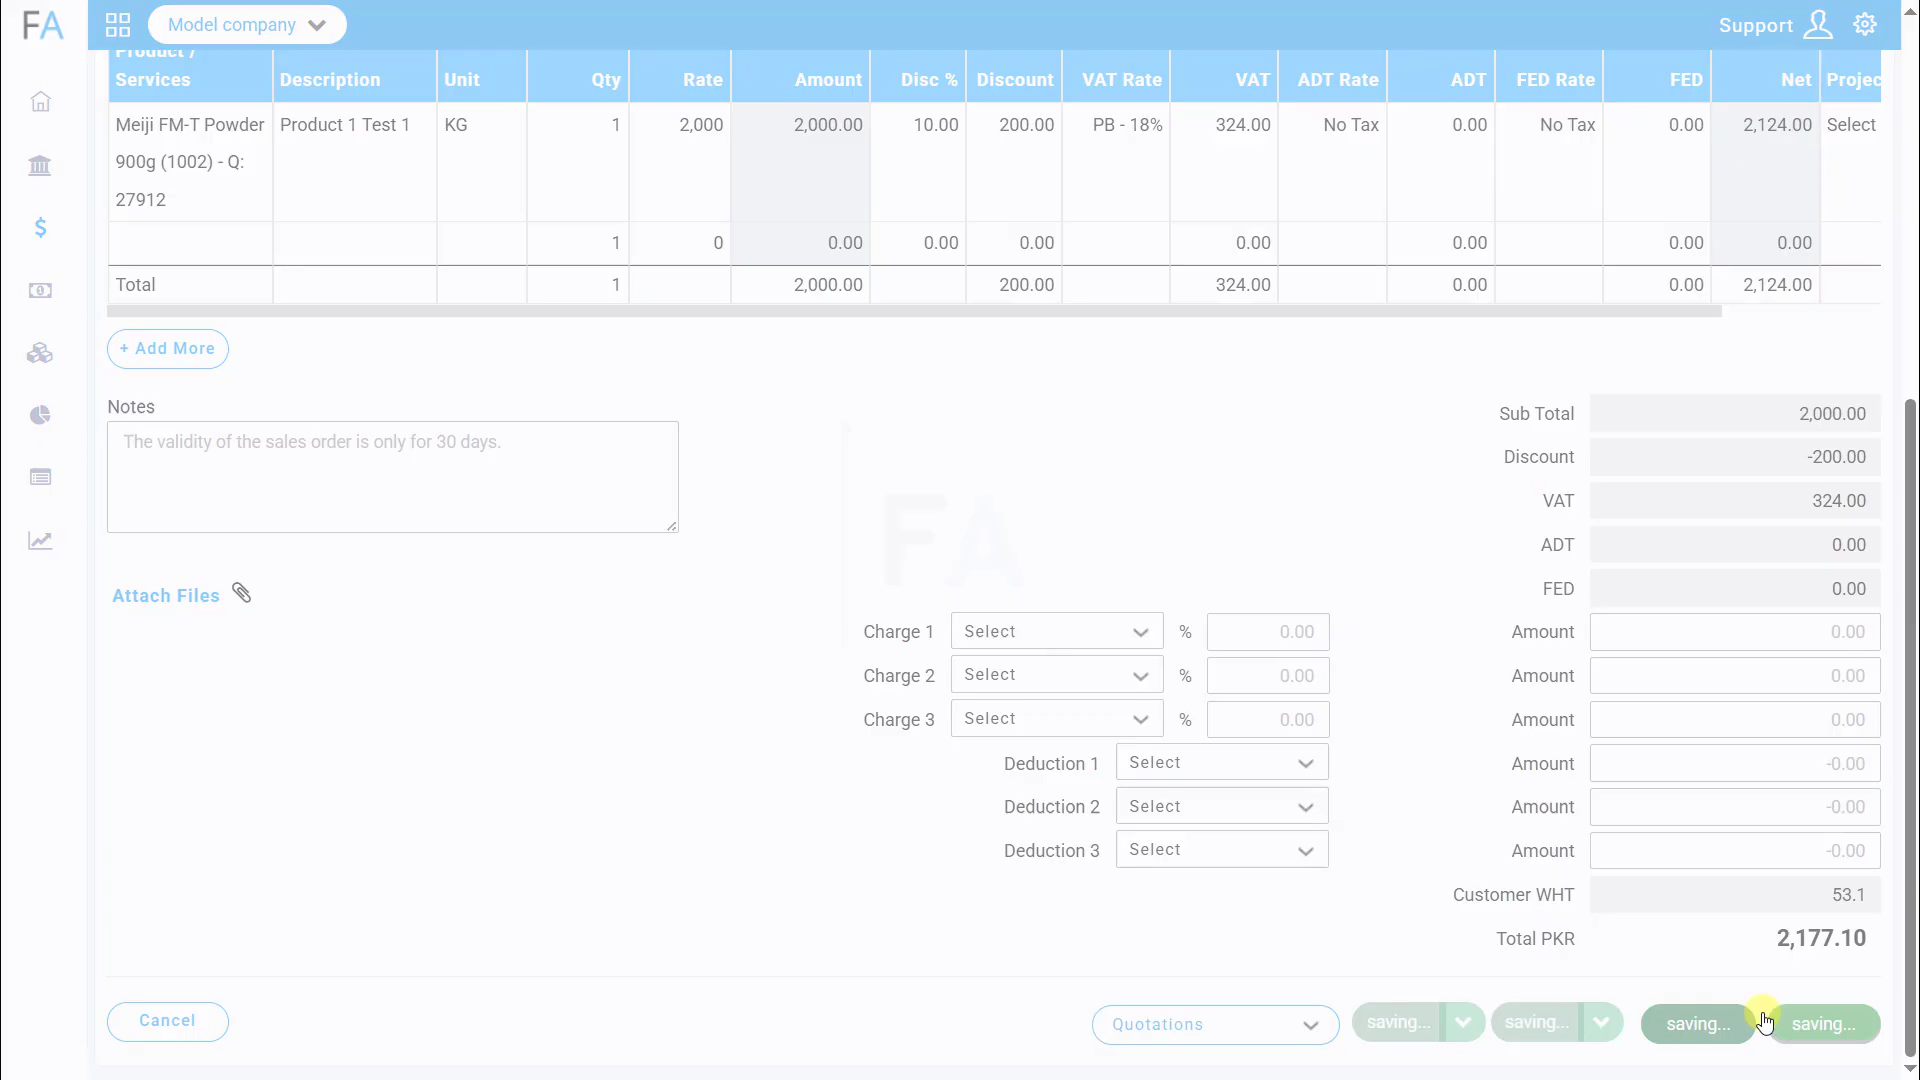 FA
Model company
Support
Product /
Services
Description
Unit
Qty
Rate
Amount
Disc %
Discount
VAT Rate
VAT
ADT Rate
ADT
FED Rate
FED
Net
Projec
Meiji FM-T Powder
900g (1002) - Q:
27912
Product 1 Test 1
KG
1
2,000
2,000.00
10.00
200.00
PB - 18%
324.00
No Tax
0.00
No Tax
0.00
2,124.00
Select
1
0
0.00
0.00
0.00
0.00
0.00
0.00
0.00
Total
1
2,000.00
200.00
324.00
0.00
0.00
2,124.00
+ Add More
Notes
The validity of the sales order is only for 30 days.
Attach Files
FA
Sub Total 2,000.00
Discount -200.00
VAT 324.00
ADT 0.00
FED 0.00
Charge 1 Select % 0.00 Amount 0.00
Charge 2 Select % 0.00 Amount 0.00
Charge 3 Select % 0.00 Amount 0.00
Deduction 1 Select Amount -0.00
Deduction 2 Select Amount -0.00
Deduction 3 Select Amount -0.00
Customer WHT 53.1
Total PKR 2,177.10
Cancel
Quotations
saving...
saving...
saving...
saving...